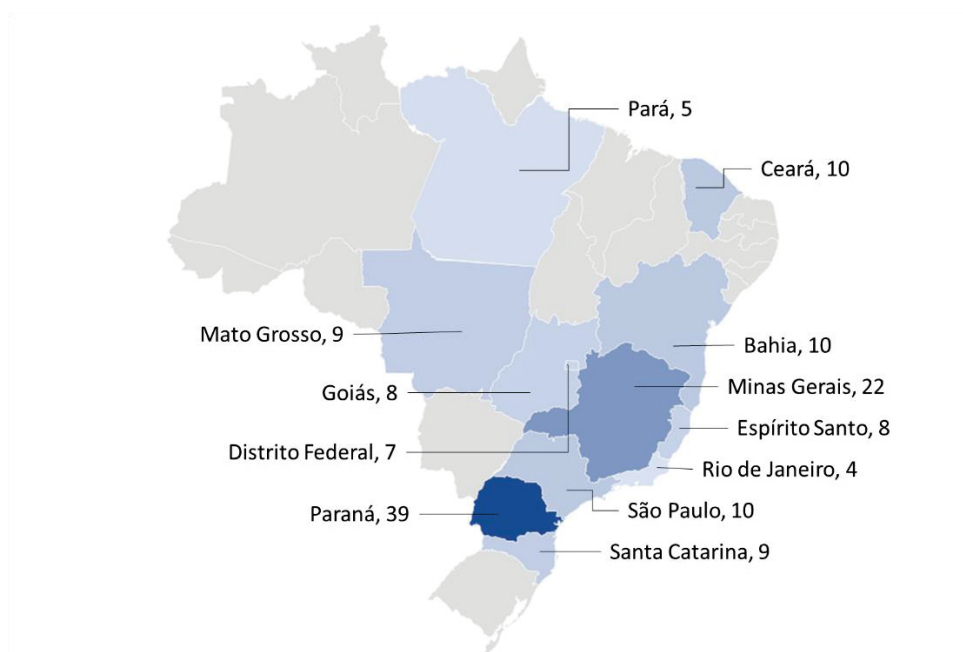 Pará, 5
Ceará, 10
Mato Grosso, 9
Bahia, 10
Goiás, 8
Minas Gerais, 22
Espírito Santo, 8
Distrito Federal, 7
Rio de Janeiro, 4
Paraná, 39
São Paulo, 10
Santa Catarina, 9